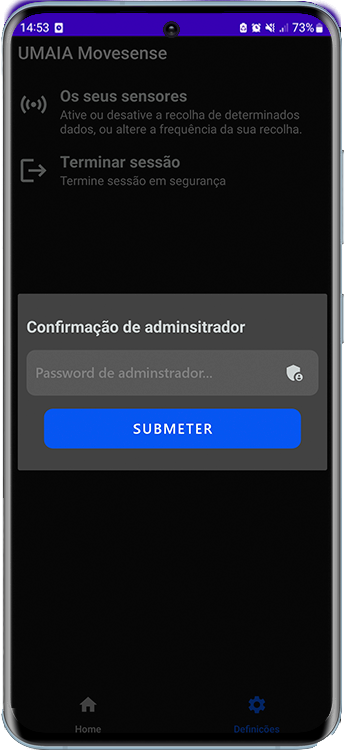 14:53
73%
UMAIA Movesense
Os seus sensores
Ative ou desative a recolha de determinados
dados, ou altere a frequência da sua recolha.
Terminar sessão
Termine sessão em segurança
Confirmação de adminsitrador
Password de adminstrador...
SUBMETER
Home
Definições